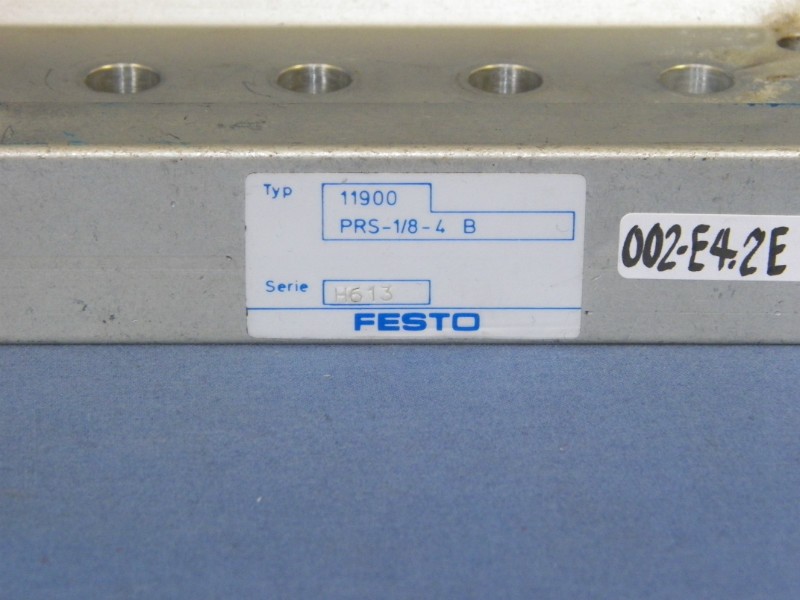 Typ 11900
PRS-1/8-4 B
Serie H613
FESTO
002-E4.2E